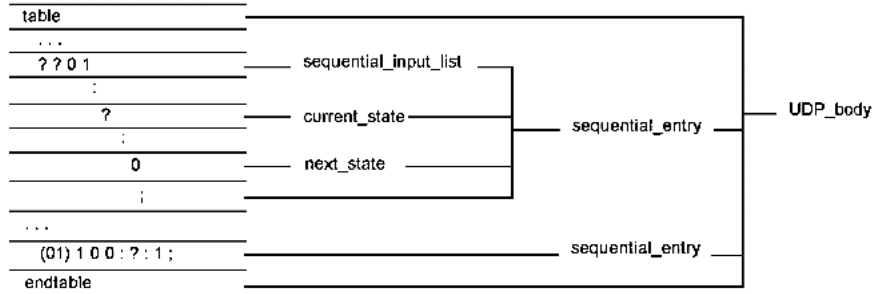 table
...
? ? 0 1 sequential_input_list
:
? current_state
:
0 next_state
;
...
(01) 1 0 0 : ? : 1 ; sequential_entry
endtable
sequential_entry
UDP_body